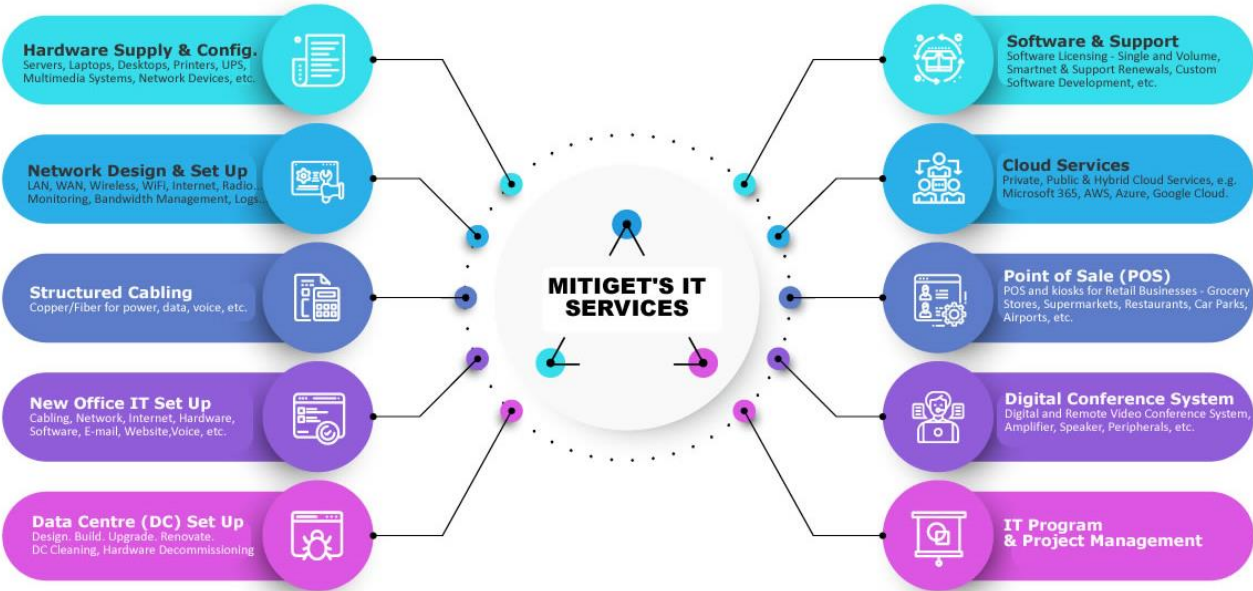 Hardware Supply & Config.
Servers, Laptops, Desktops, Printers, UPS,
Multimedia Systems, Network Devices, etc.
Network Design & Set Up
LAN, WAN, Wireless, WiFi, Internet, Radio...
Monitoring, Bandwidth Management, Logs...
Structured Cabling
Copper/Fiber for power, data, voice, etc.
New Office IT Set Up
Cabling, Network, Internet, Hardware,
Software, E-mail, Website,Voice, etc.
Data Centre (DC) Set Up
Design. Build. Upgrade. Renovate.
DC Cleaning, Hardware Decommissioning
MITIGET'S IT
SERVICES
Software & Support
Software Licensing - Single and Volume,
Smartnet & Support Renewals, Custom
Software Development, etc.
Cloud Services
Private, Public & Hybrid Cloud Services, e.g.
Microsoft 365, AWS, Azure, Google Cloud.
Point of Sale (POS)
POS and kiosks for Retail Businesses - Grocery
Stores, Supermarkets, Restaurants, Car Parks,
Airports, etc.
Digital Conference System
Digital and Remote Video Conference System,
Amplifier, Speaker, Peripherals, etc.
IT Program
& Project Management